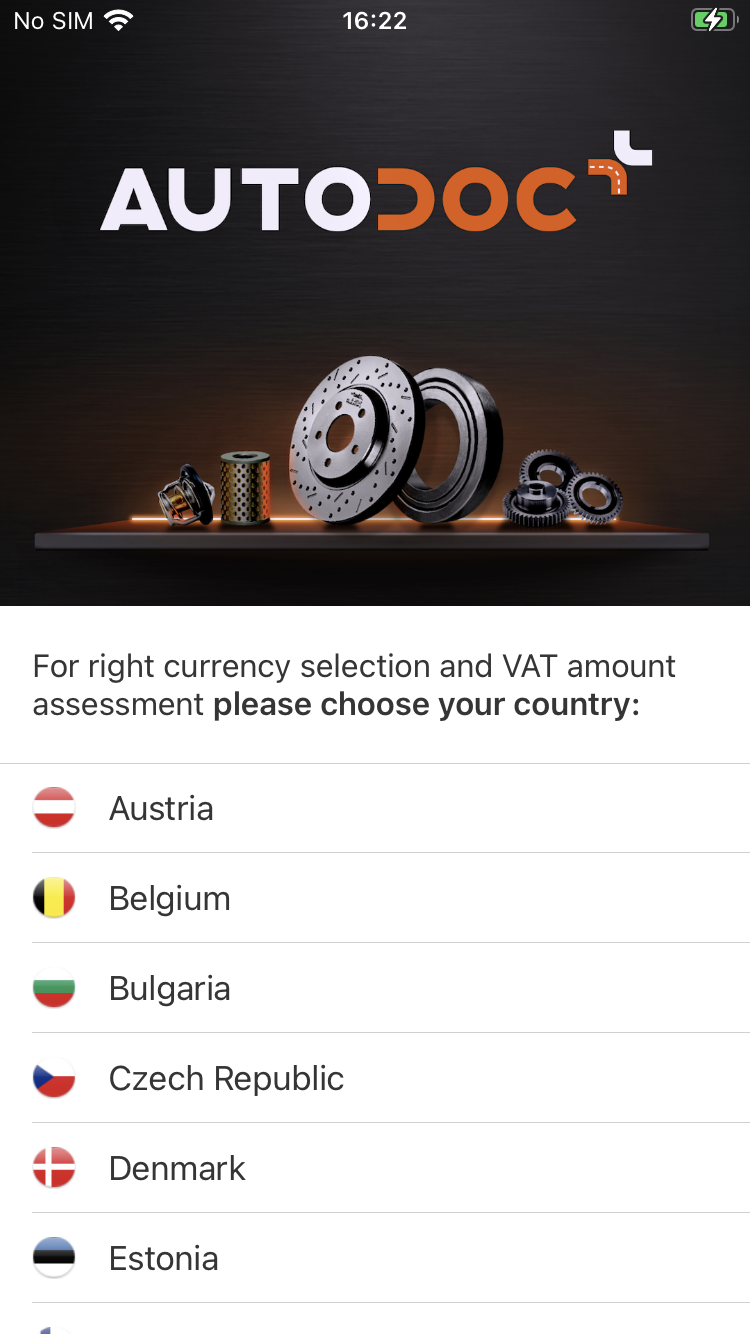 No SIM 16:22
AUTODOC
For right currency selection and VAT amount
assessment please choose your country:
Austria
Belgium
Bulgaria
Czech Republic
Denmark
Estonia